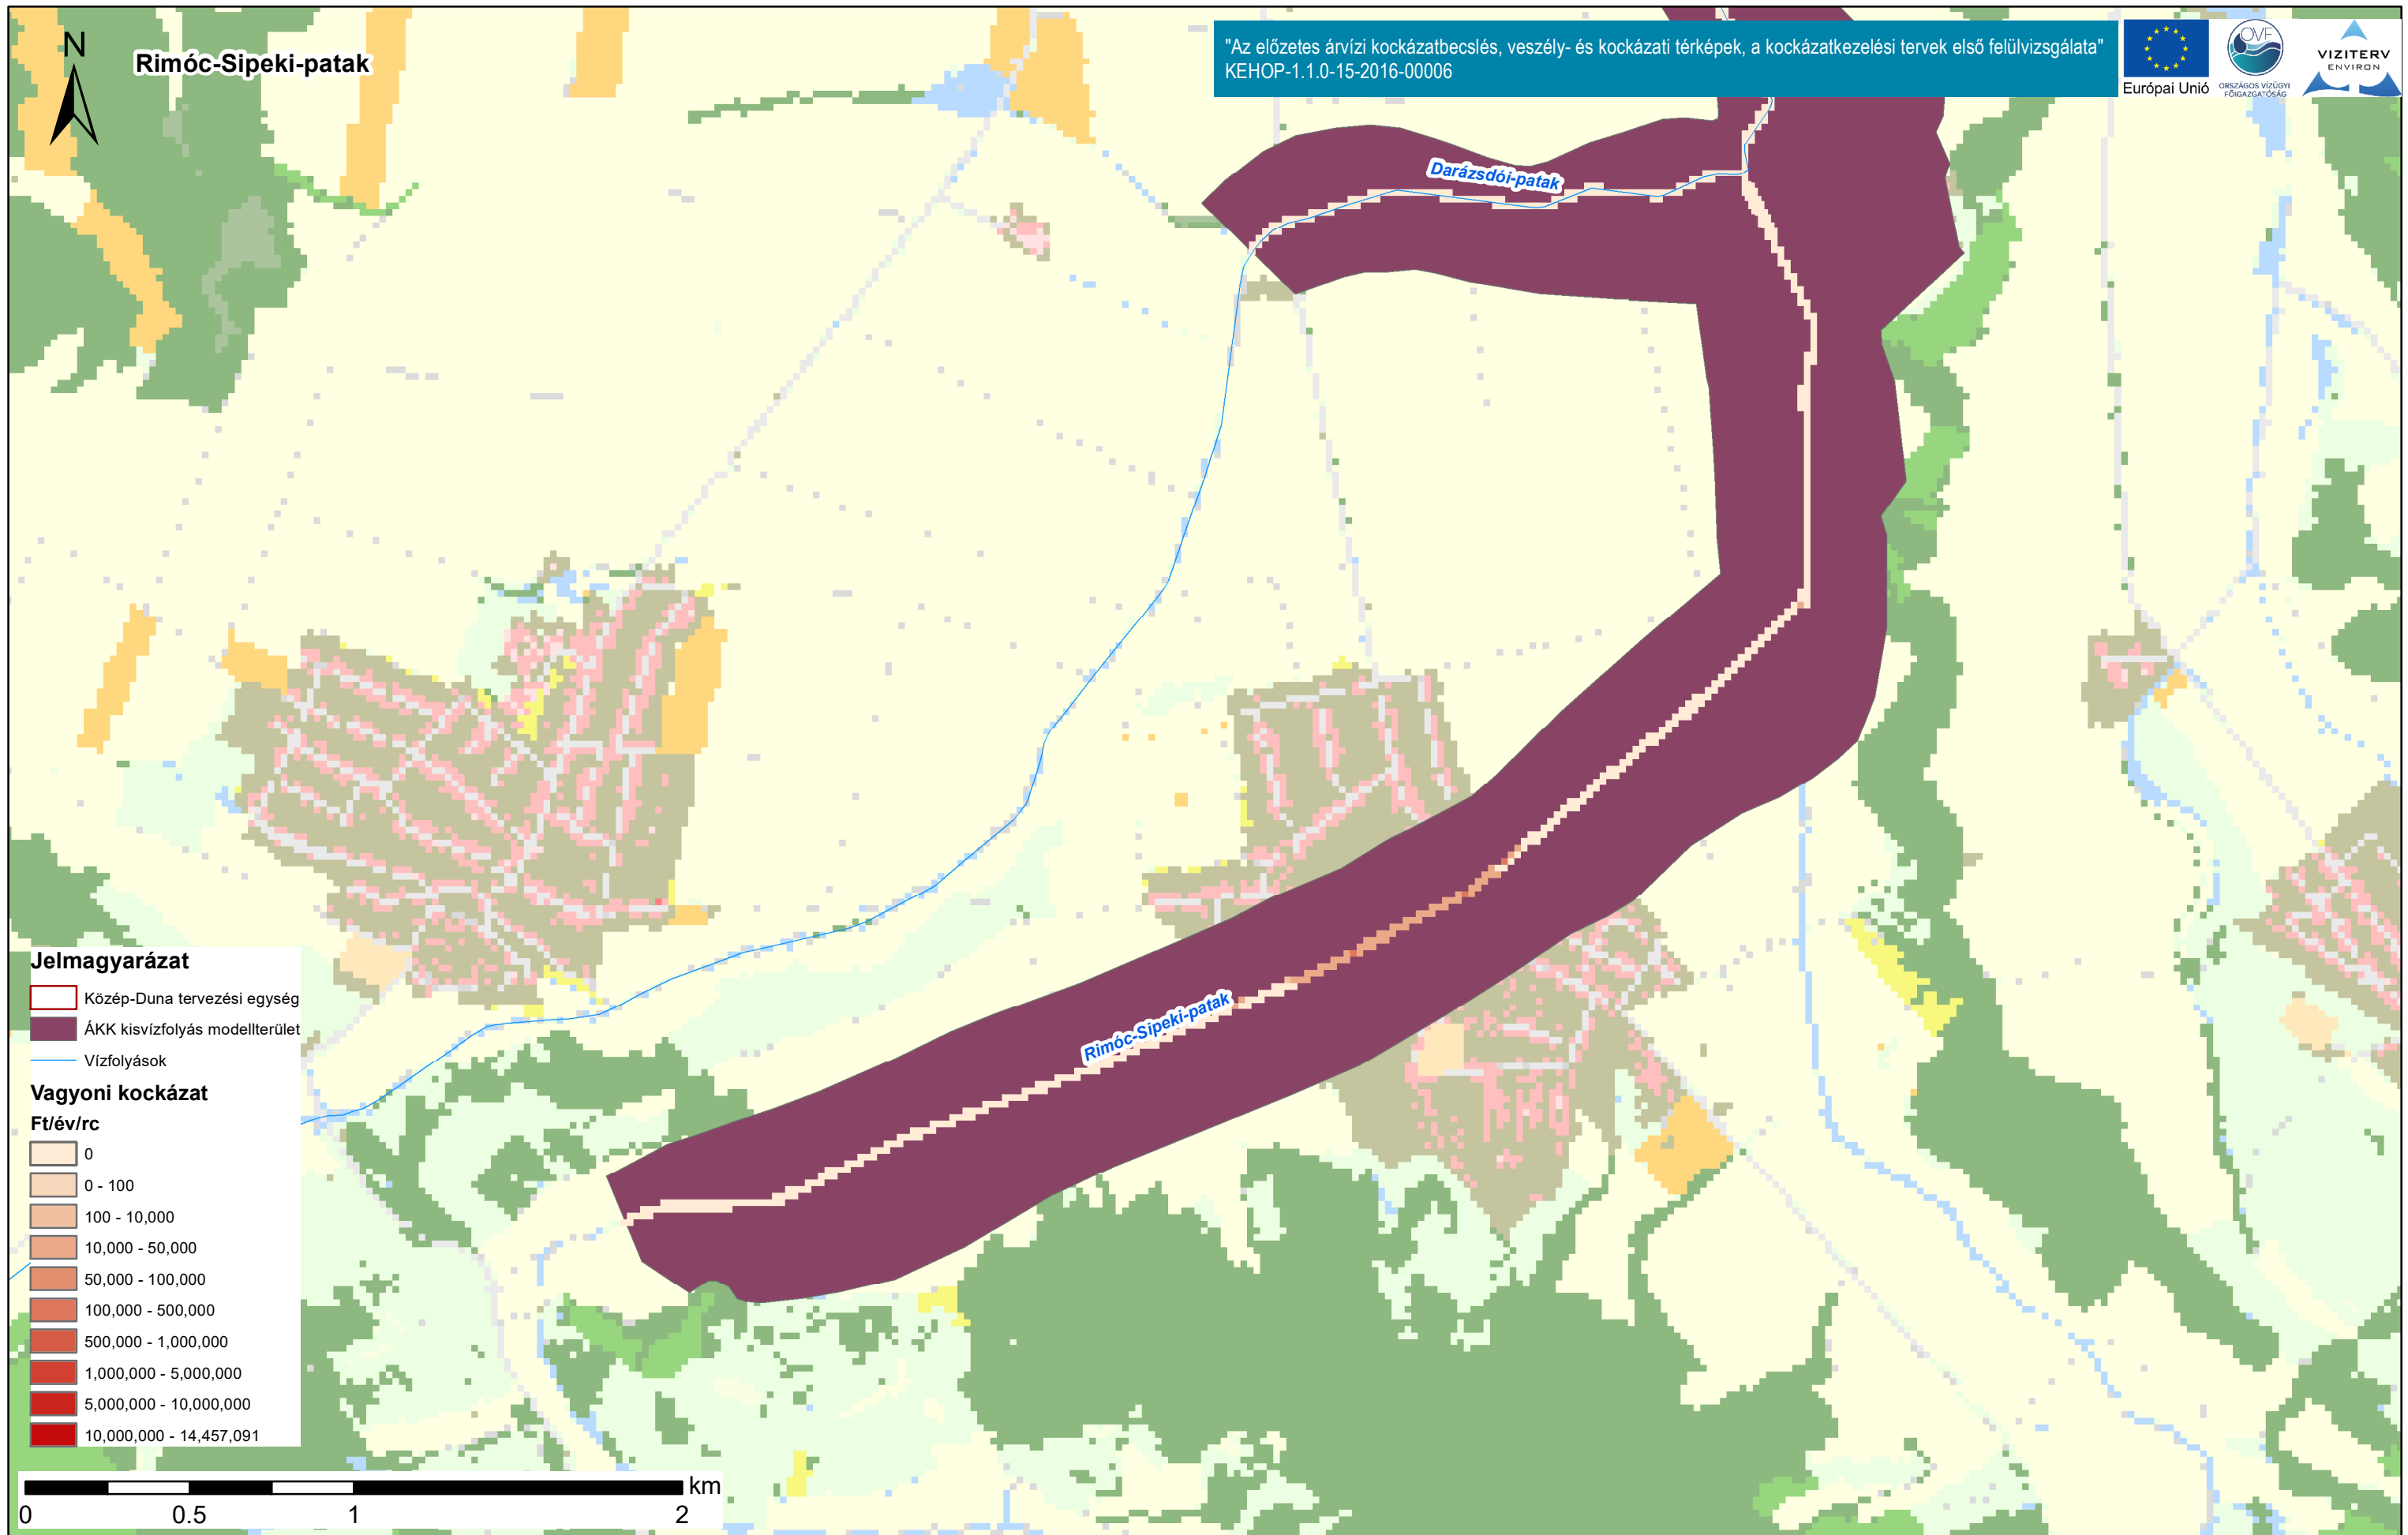 N
Rimóc-Sipeki-patak
"Az előzetes árvízi kockázatbecslés, veszély- és kockázati térképek, a kockázatkezelési tervek első felülvizsgálata"
KEHOP-1.1.0-15-2016-00006
Európai Unió
OVF
ORSZÁGOS VÍZÜGYI
FŐIGAZGATÓSÁG
VIZITERV
ENVIRON
Darázsdói-patak
Rimóc-Sipeki-patak
Jelmagyarázat
Közép-Duna tervezési egység
ÁKK kisvízfolyás modellterület
Vízfolyások
Vagyoni kockázat
Ft/év/rc
0
0 - 100
100 - 10,000
10,000 - 50,000
50,000 - 100,000
100,000 - 500,000
500,000 - 1,000,000
1,000,000 - 5,000,000
5,000,000 - 10,000,000
10,000,000 - 14,457,091
km
0 0.5 1 2